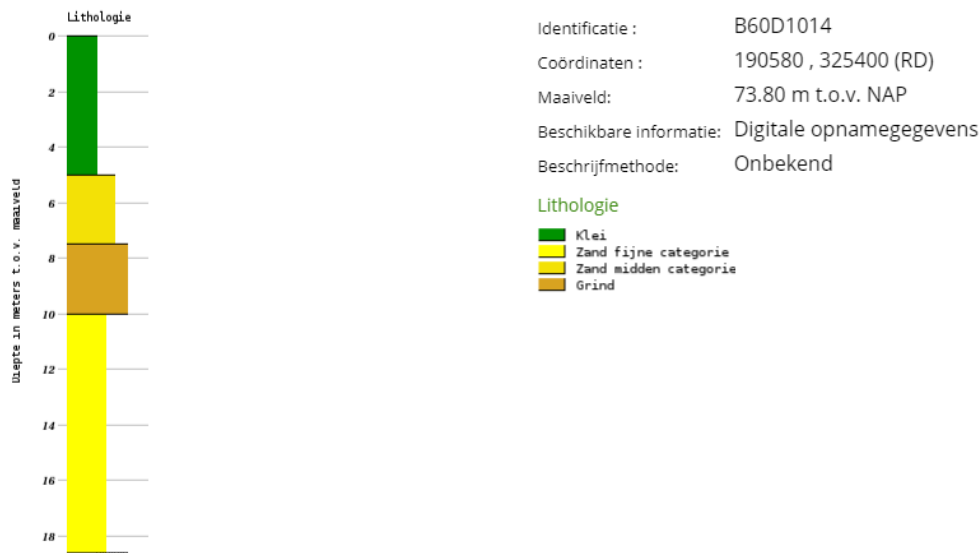 Lithologie
0
2
4
6
8
10
12
14
16
18
Diepte in meters t.o.v. maaiveld
Identificatie : B60D1014
Coördinaten : 190580 , 325400 (RD)
Maaiveld: 73.80 m t.o.v. NAP
Beschikbare informatie: Digitale opnamegegevens
Beschrijfmethode: Onbekend
Lithologie
Klei
Zand fijne categorie
Zand midden categorie
Grind